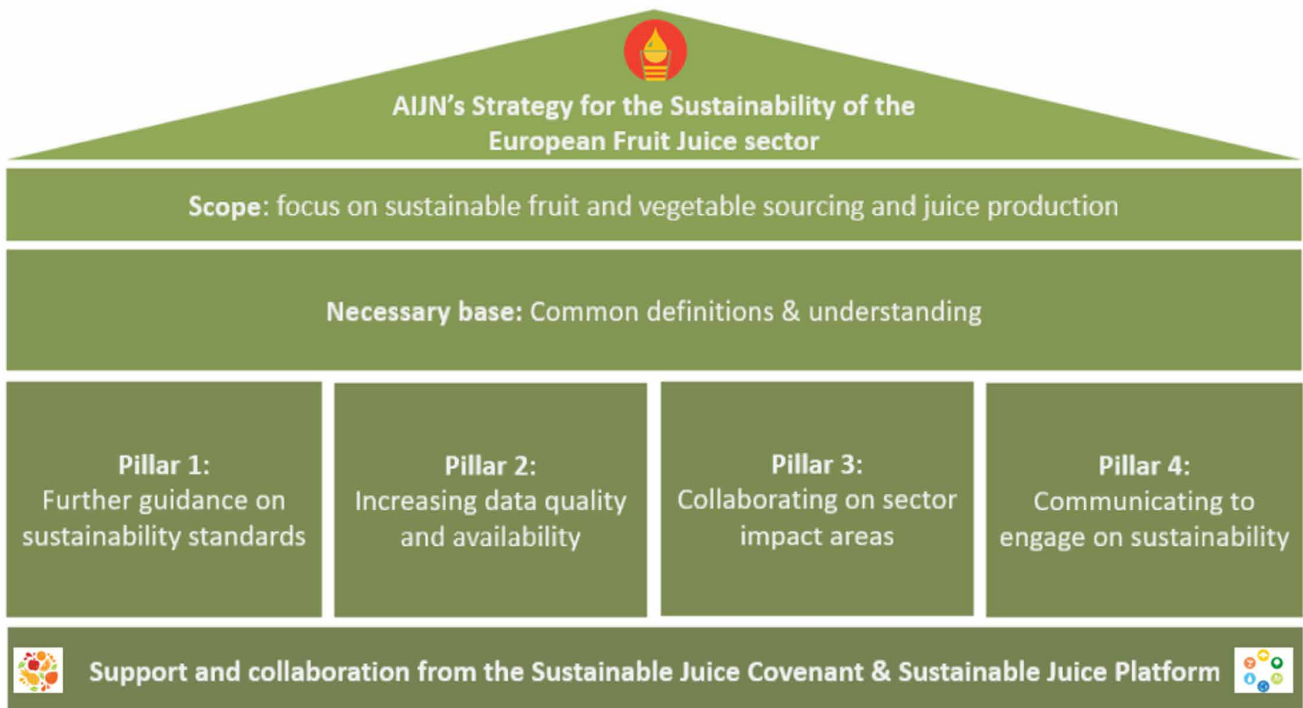 AIJN’s Strategy for the Sustainability of the
European Fruit Juice sector
Scope: focus on sustainable fruit and vegetable sourcing and juice production
Necessary base: Common definitions & understanding
Pillar 1:
Further guidance on
sustainability standards
Pillar 2:
Increasing data quality
and availability
Pillar 3:
Collaborating on sector
impact areas
Pillar 4:
Communicating to
engage on sustainability
Support and collaboration from the Sustainable Juice Covenant & Sustainable Juice Platform